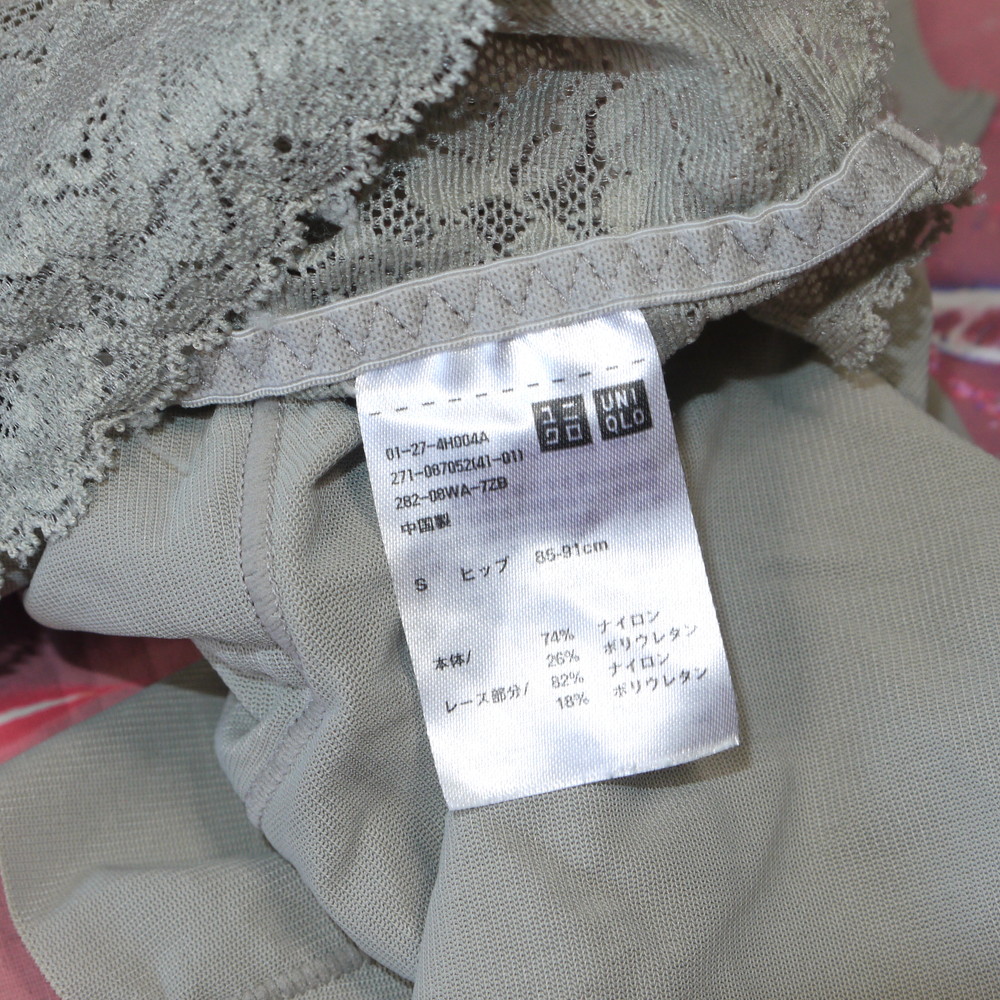 ユニ
クロ
UNI
QLO
01-27-4H004A
271-087052(41-01)
282-08WA-7ZB
中国製
S ヒップ 85-91cm
本体/ 74% ナイロン
26% ポリウレタン
レース部分/ 82% ナイロン
18% ポリウレタン